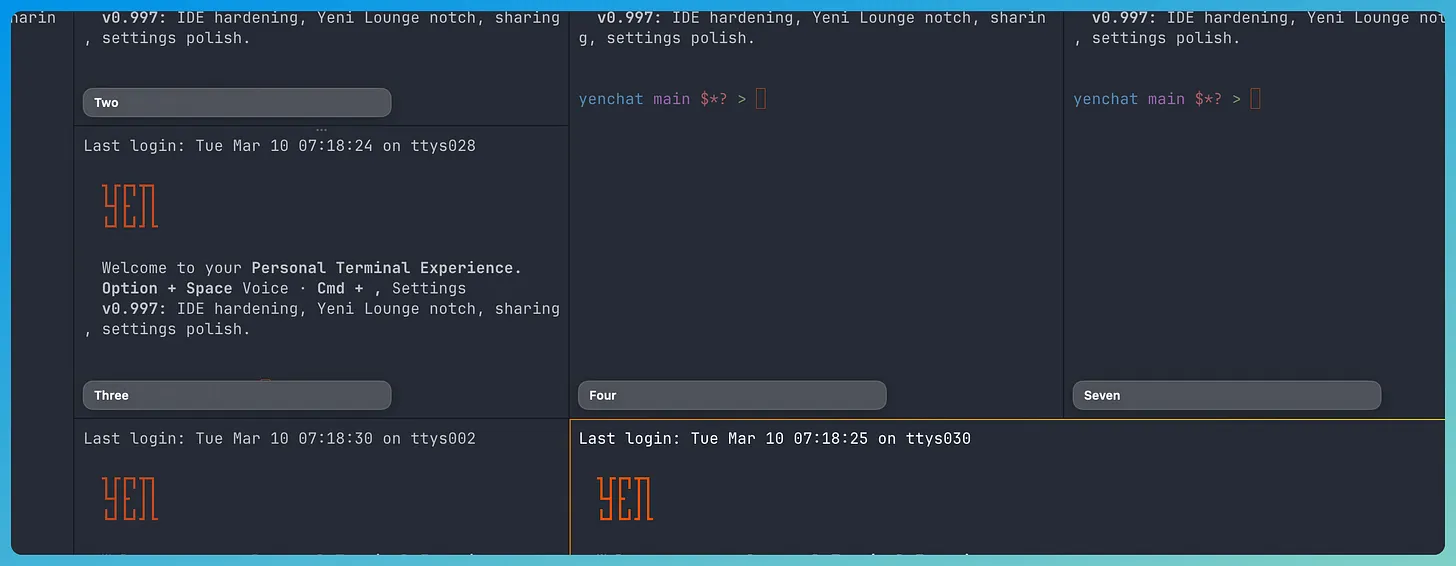 harin
v0.997: IDE hardening, Yeni Lounge notch, sharing
, settings polish.
Two
Last login: Tue Mar 10 07:18:24 on ttys028
YEN
Welcome to your Personal Terminal Experience.
Option + Space Voice · Cmd + , Settings
v0.997: IDE hardening, Yeni Lounge notch, sharing
, settings polish.
Three
Last login: Tue Mar 10 07:18:30 on ttys002
YEN
v0.997: IDE hardening, Yeni Lounge notch, sharin
g, settings polish.
yenchat main $*? >
Four
v0.997: IDE hardening, Yeni Lounge not
, settings polish.
yenchat main $*? >
Seven
Last login: Tue Mar 10 07:18:25 on ttys030
YEN